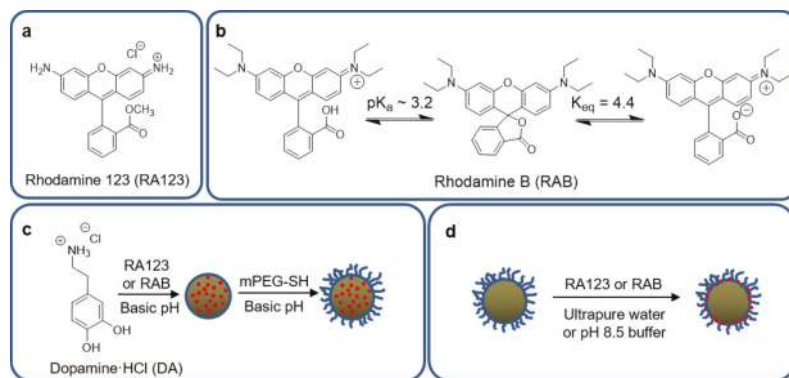 a
Cl⊖
H₂N
O
⊕
NH₂
OCH₃
O
Rhodamine 123 (RA123)
b
N
O
N
⊕
OH
O
pKₐ ~ 3.2
N
O
N
O
O
Kₑq = 4.4
N
O
N
⊕
O⊖
O
Rhodamine B (RAB)
c
⊕
NH₃
⊖
Cl
OH
OH
Dopamine·HCl (DA)
RA123
or RAB
Basic pH
mPEG-SH
Basic pH
d
RA123 or RAB
Ultrapure water
or pH 8.5 buffer